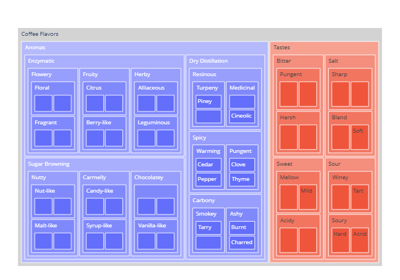 Coffee Flavors
Aromas
Enzymatic
Flowery
Floral
Fragrant
Fruity
Citrus
Berry-like
Herby
Alliaceous
Leguminous
Sugar Browning
Nutty
Nut-like
Malt-like
Carmelly
Candy-like
Syrup-like
Chocolatey
Vanilla-like
Dry Distillation
Resinous
Turpeny
Piney
Medicinal
Cineolic
Spicy
Warming
Cedar
Pepper
Pungent
Clove
Thyme
Carbony
Smokey
Tarry
Ashy
Burnt
Charred
Tastes
Bitter
Pungent
Harsh
Salt
Sharp
Bland
Soft
Sweet
Mellow
Mild
Acidy
Sour
Winey
Tart
Soury
Hard
Acrid